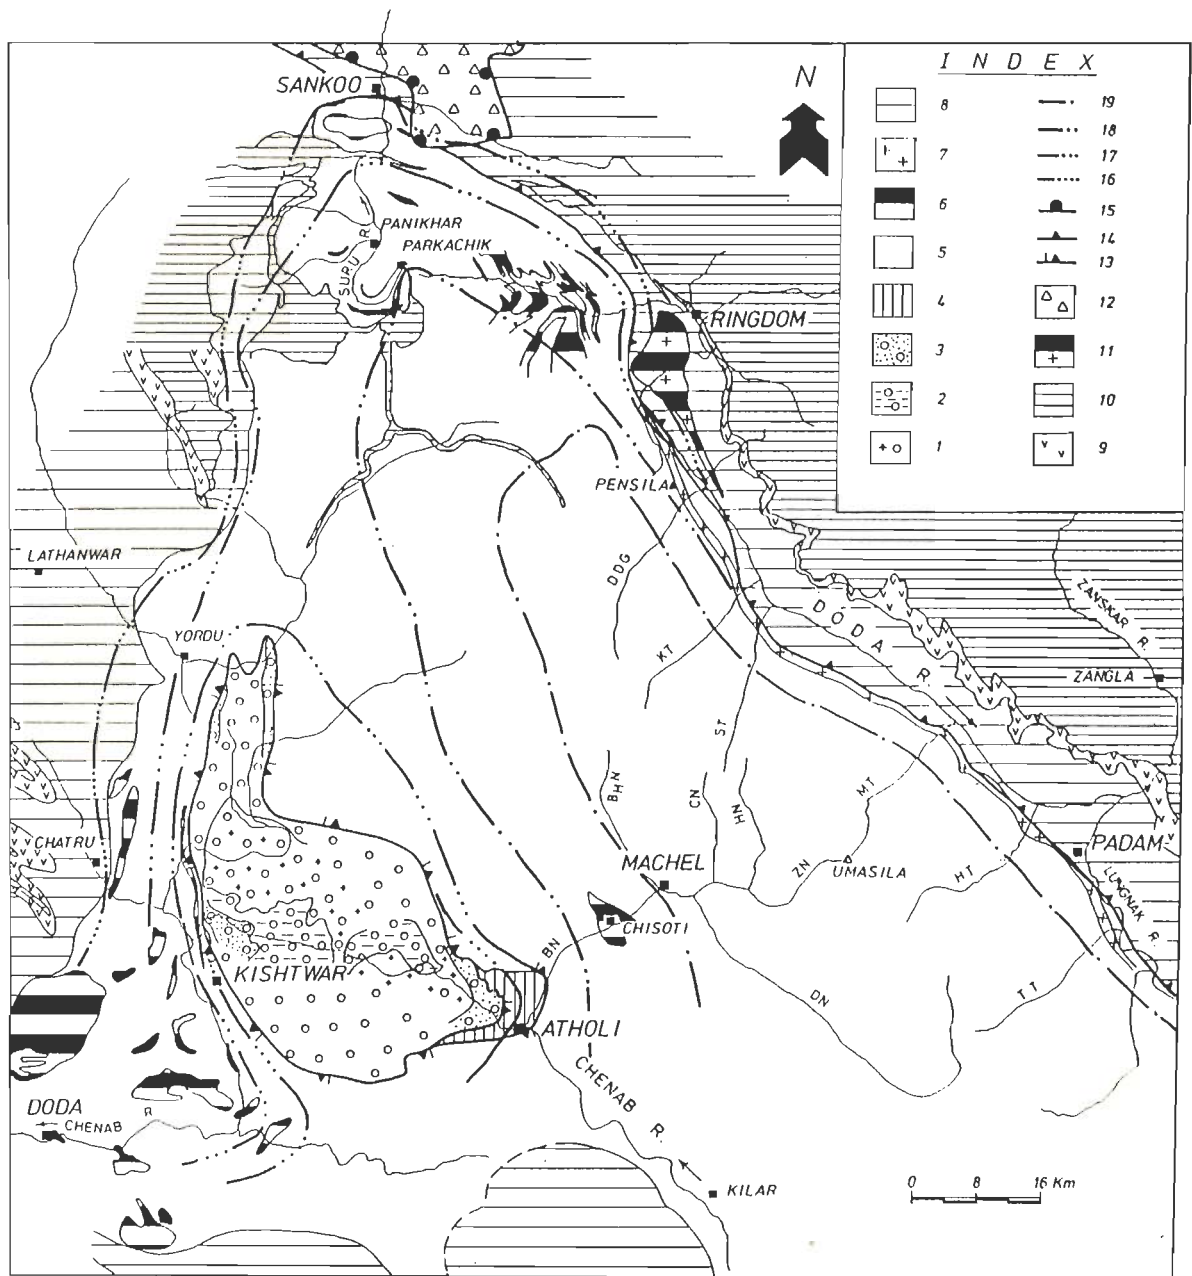 I N D E X
8 19
18
7 17
16
6 15
5 14
13
4 12
3 11
2 10
1 9
N
SANKOO
PANIKHAR
PARKACHIK
SURU R.
RINGDOM
PENSILA
DDG
LATHANWAR
DODA R.
ZANSKAR R.
ZANGLA
KT
YORDU
ST
BHN
CN
HN
MT
ZN
UMASILA
HT
CHATRU
MACHEL
PADAM
LUNGNAK R.
CHISOTI
BN
KISHTWAR
DN
TT
ATHOLI
CHENAB R.
DODA
CHENAB R
KILAR
0 8 16 Km